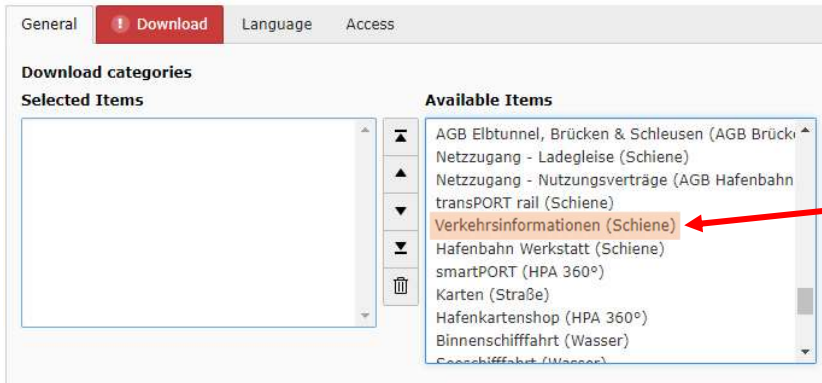 General
Download
Language
Access
Download categories
Selected Items
Available Items
AGB Elbtunnel, Brücken & Schleusen (AGB Brück
Netzzugang - Ladegleise (Schiene)
Netzzugang - Nutzungsverträge (AGB Hafenbahn
transPORT rail (Schiene)
Verkehrsinformationen (Schiene)
Hafenbahn Werkstatt (Schiene)
smartPORT (HPA 360°)
Karten (Straße)
Hafenkartenshop (HPA 360°)
Binnenschifffahrt (Wasser)
Seeschifffahrt (Wasser)